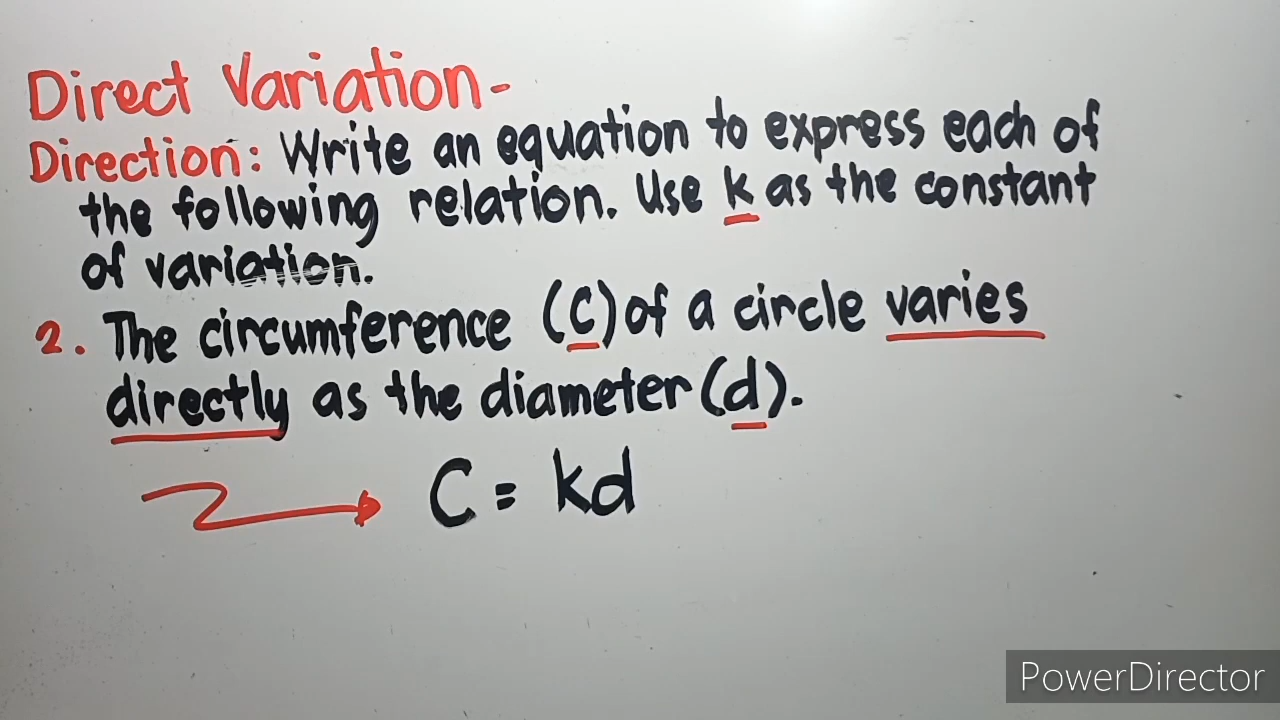 Direct Variation-
Direction: Write an equation to express each of
the following relation. Use k as the constant
of variation.
2. The circumference (C) of a circle varies
directly as the diameter (d).
C = kd
PowerDirector